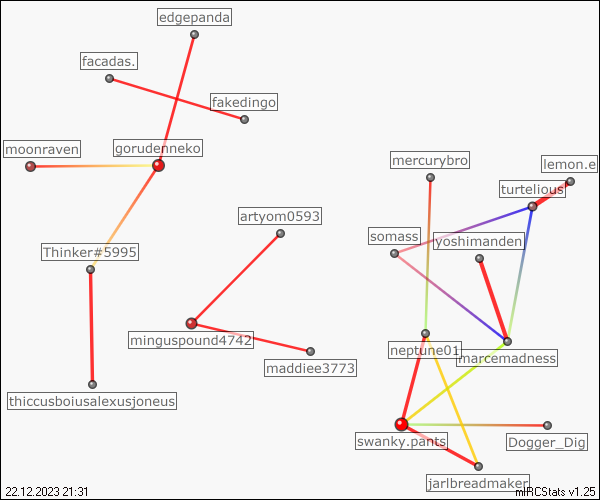 edgepanda
facadas.
fakedingo
moonraven
gorudenneko
mercurybro
lemon.e
turtelious
artyom0593
somass
yoshimanden
Thinker#5995
minguspound4742
neptune01
marcemadness
maddiee3773
thiccusboiusalexusjoneus
swanky.pants
Dogger_Dig
jarlbreadmaker
22.12.2023 21:31
mIRCStats v1.25